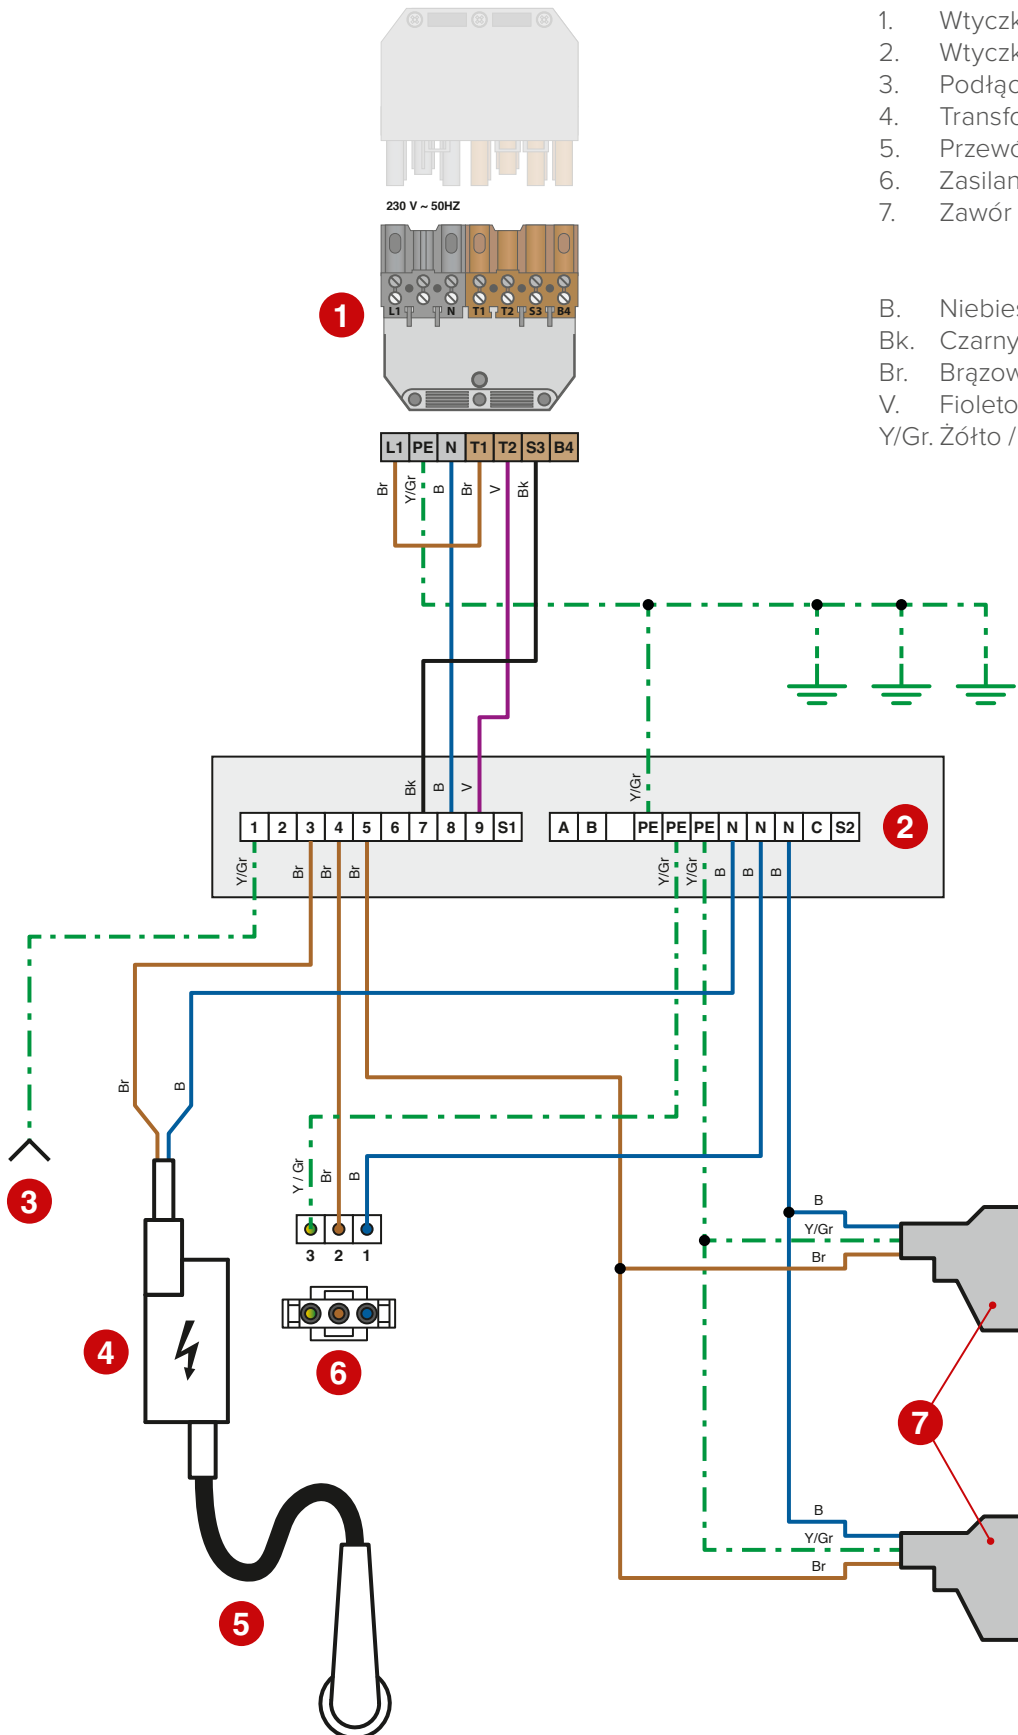 1. Wtyczk
2. Wtyczk
3. Podłąc
4. Transfo
5. Przewó
6. Zasilan
7. Zawór
B. Niebies
Bk. Czarny
Br. Brązow
V. Fioleto
Y/Gr. Żółto /
230 V ~ 50HZ
L1 N T1 T2 S3 B4
1
L1 PE N T1 T2 S3 B4
Br Y/Gr B Br V Bk
Bk B V Y/Gr
1 2 3 4 5 6 7 8 9 S1
A B PE PE PE N N N C S2
2
Y/Gr Br Br Br Y/Gr Y/Gr B B B
Br B
3
Y / Gr Br B
3 2 1
B
Y/Gr
Br
4
6
7
5
B
Y/Gr
Br